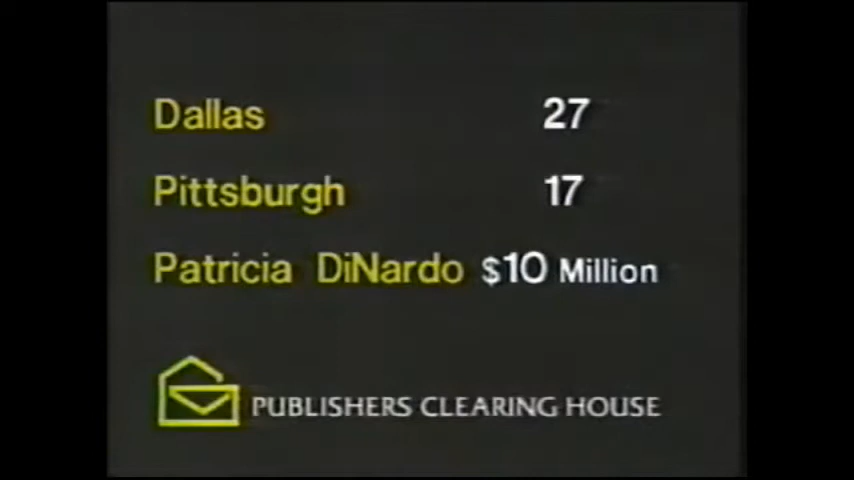 Dallas 27
Pittsburgh 17
Patricia DiNardo $10 Million
PUBLISHERS CLEARING HOUSE